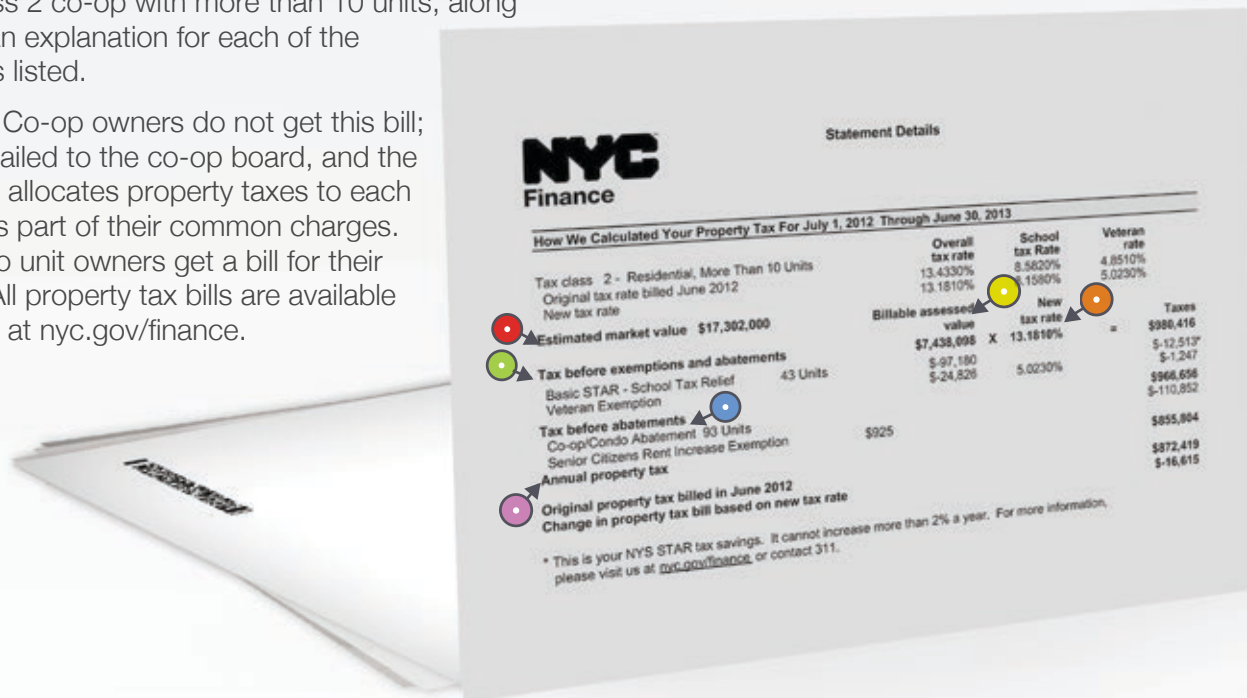 ss 2 co-op with more than 10 units, along
an explanation for each of the
s listed.
Co-op owners do not get this bill;
ailed to the co-op board, and the
allocates property taxes to each
s part of their common charges.
o unit owners get a bill for their
All property tax bills are available
at nyc.gov/finance.
NYC
Finance
Statement Details
How We Calculated Your Property Tax For July 1, 2012 Through June 30, 2013
Overall tax rate School tax Rate Veteran rate
Tax class 2 - Residential, More Than 10 Units
Original tax rate billed June 2012 13.4330% 8.5820% 4.8510%
New tax rate 13.1810% 8.1580% 5.0230%
Estimated market value $17,302,000
Billable assessed value New tax rate Taxes
Tax before exemptions and abatements $7,438,098 X 13.1810% = $980,416
Basic STAR - School Tax Relief 43 Units $-97,180 $-12,513*
Veteran Exemption $-24,826 5.0230% $-1,247
Tax before abatements $966,656
Co-op/Condo Abatement 93 Units $-110,852
Senior Citizens Rent Increase Exemption $925
Annual property tax $855,804
Original property tax billed in June 2012 $872,419
Change in property tax bill based on new tax rate $-16,615
* This is your NYS STAR tax savings. It cannot increase more than 2% a year. For more information,
please visit us at nyc.gov/finance or contact 311.